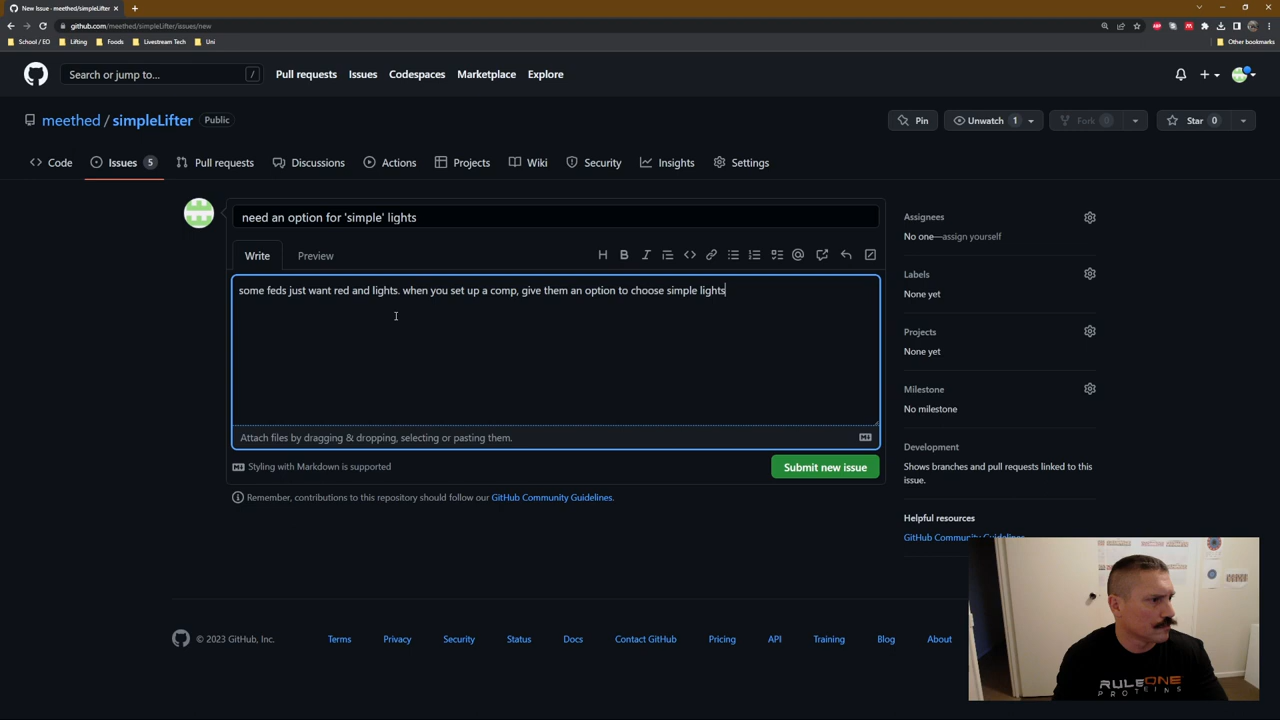 New Issue · meethed/simpleLifter
github.com/meethed/simpleLifter/issues/new
School / EO
Lifting
Foods
Livestream Tech
Uni
Other bookmarks
Search or jump to...
/
Pull requests
Issues
Codespaces
Marketplace
Explore
meethed / simpleLifter
Public
Pin
Unwatch 1
Fork 0
Star 0
Code
Issues 5
Pull requests
Discussions
Actions
Projects
Wiki
Security
Insights
Settings
need an option for 'simple' lights
Write
Preview
some feds just want red and lights. when you set up a comp, give them an option to choose simple lights
Attach files by dragging & dropping, selecting or pasting them.
Styling with Markdown is supported
Submit new issue
Remember, contributions to this repository should follow our GitHub Community Guidelines.
Assignees
No one—assign yourself
Labels
None yet
Projects
None yet
Milestone
No milestone
Development
Shows branches and pull requests linked to this
issue.
Helpful resources
GitHub Community Guidelines
© 2023 GitHub, Inc.
Terms
Privacy
Security
Status
Docs
Contact GitHub
Pricing
API
Training
Blog
About
RULEONE
PROTEINS